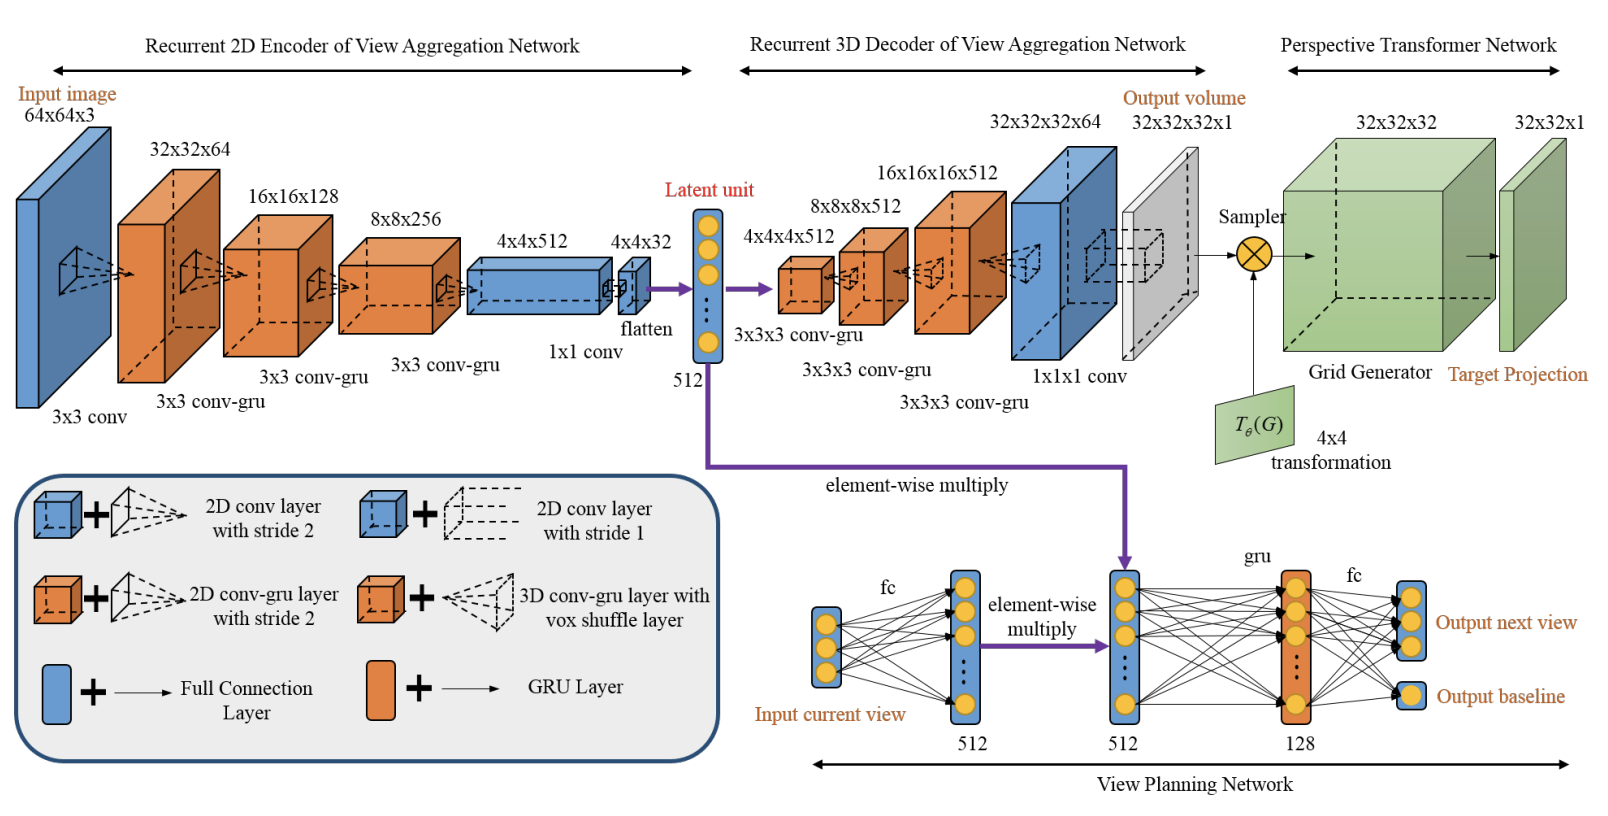 Recurrent 2D Encoder of View Aggregation Network
Recurrent 3D Decoder of View Aggregation Network
Perspective Transformer Network
Input image
64x64x3
32x32x64
16x16x128
8x8x256
4x4x512
4x4x32
Latent unit
4x4x4x512
8x8x8x512
16x16x16x512
32x32x32x64
Output volume
32x32x32x1
Sampler
32x32x32
32x32x1
3x3 conv
3x3 conv-gru
3x3 conv-gru
3x3 conv-gru
1x1 conv
flatten
512
3x3x3 conv-gru
3x3x3 conv-gru
3x3x3 conv-gru
1x1x1 conv
Grid Generator
Target Projection
Tθ(G)
4x4
transformation
element-wise multiply
2D conv layer
with stride 2
2D conv layer
with stride 1
2D conv-gru layer
with stride 2
3D conv-gru layer with
vox shuffle layer
Full Connection
Layer
GRU Layer
fc
element-wise
multiply
gru
fc
Input current view
512
512
128
Output next view
Output baseline
View Planning Network